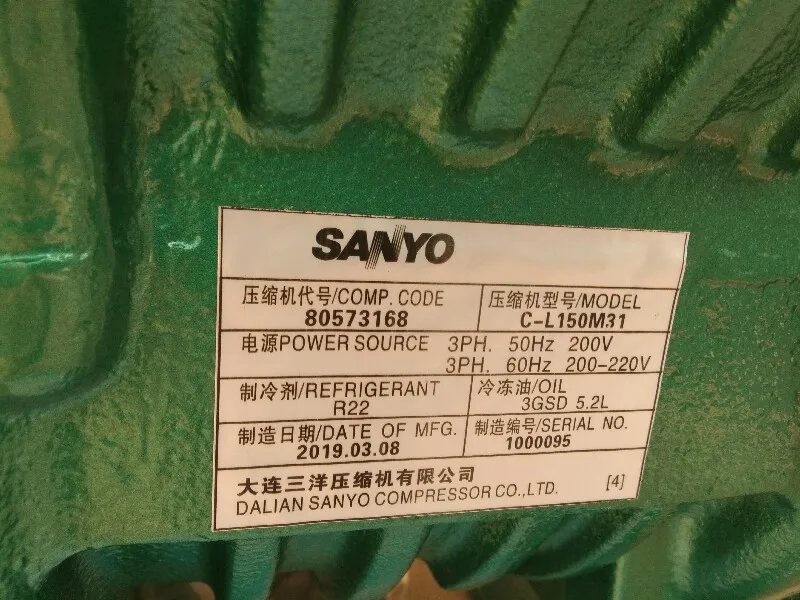 SANYO
压缩机代号/COMP. CODE
80573168
压缩机型号/MODEL
C-L150M31
电源POWER SOURCE 3PH. 50Hz 200V
3PH. 60Hz 200-220V
制冷剂/REFRIGERANT
R22
冷冻油/OIL
3GSD 5.2L
制造日期/DATE OF MFG.
2019.03.08
制造编号/SERIAL NO.
1000095
大连三洋压缩机有限公司
DALIAN SANYO COMPRESSOR CO.,LTD. [4]